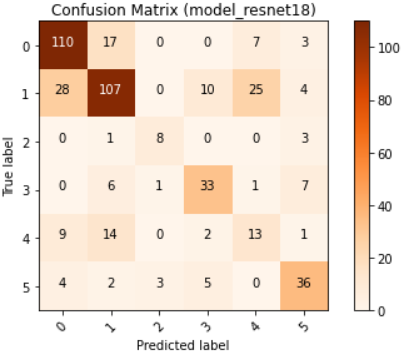 Confusion Matrix (model_resnet18)
0 110 17 0 0 7 3
1 28 107 0 10 25 4
2 0 1 8 0 0 3
3 0 6 1 33 1 7
4 9 14 0 2 13 1
5 4 2 3 5 0 36
0 1 2 3 4 5
True label
Predicted label
100
80
60
40
20
0